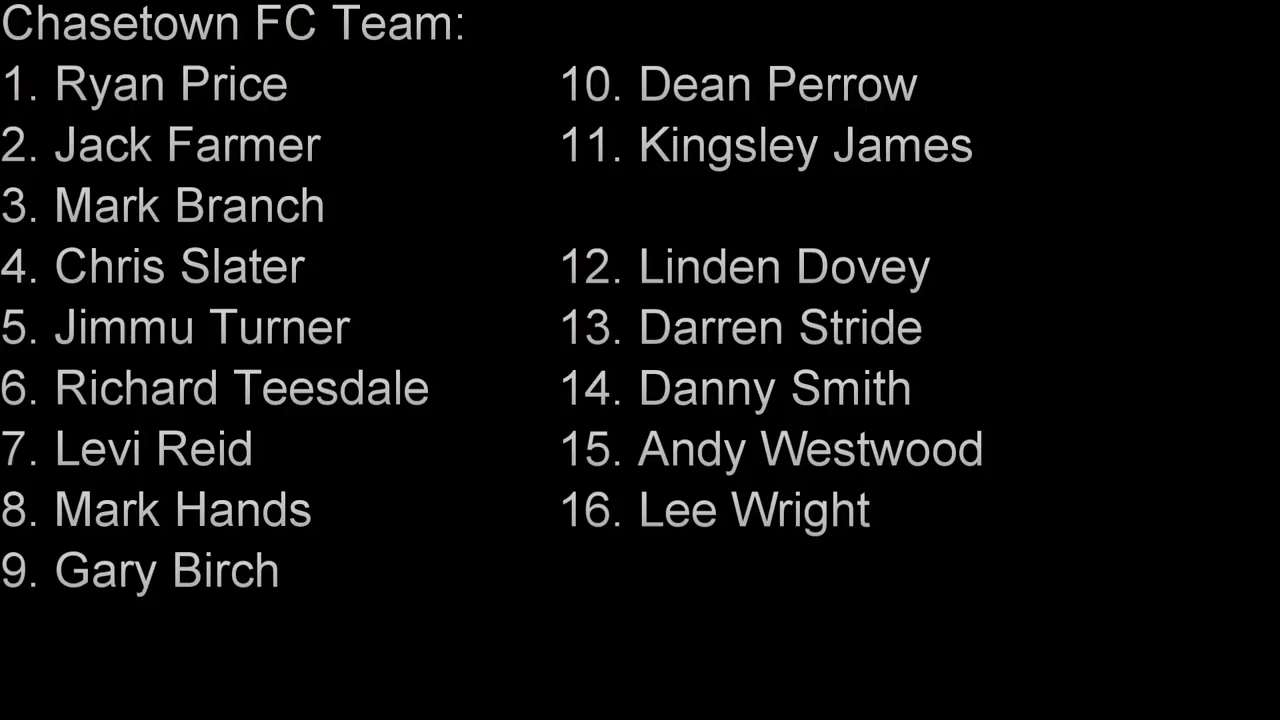 Chasetown FC Team:
1. Ryan Price
2. Jack Farmer
3. Mark Branch
4. Chris Slater
5. Jimmu Turner
6. Richard Teesdale
7. Levi Reid
8. Mark Hands
9. Gary Birch
10. Dean Perrow
11. Kingsley James
12. Linden Dovey
13. Darren Stride
14. Danny Smith
15. Andy Westwood
16. Lee Wright